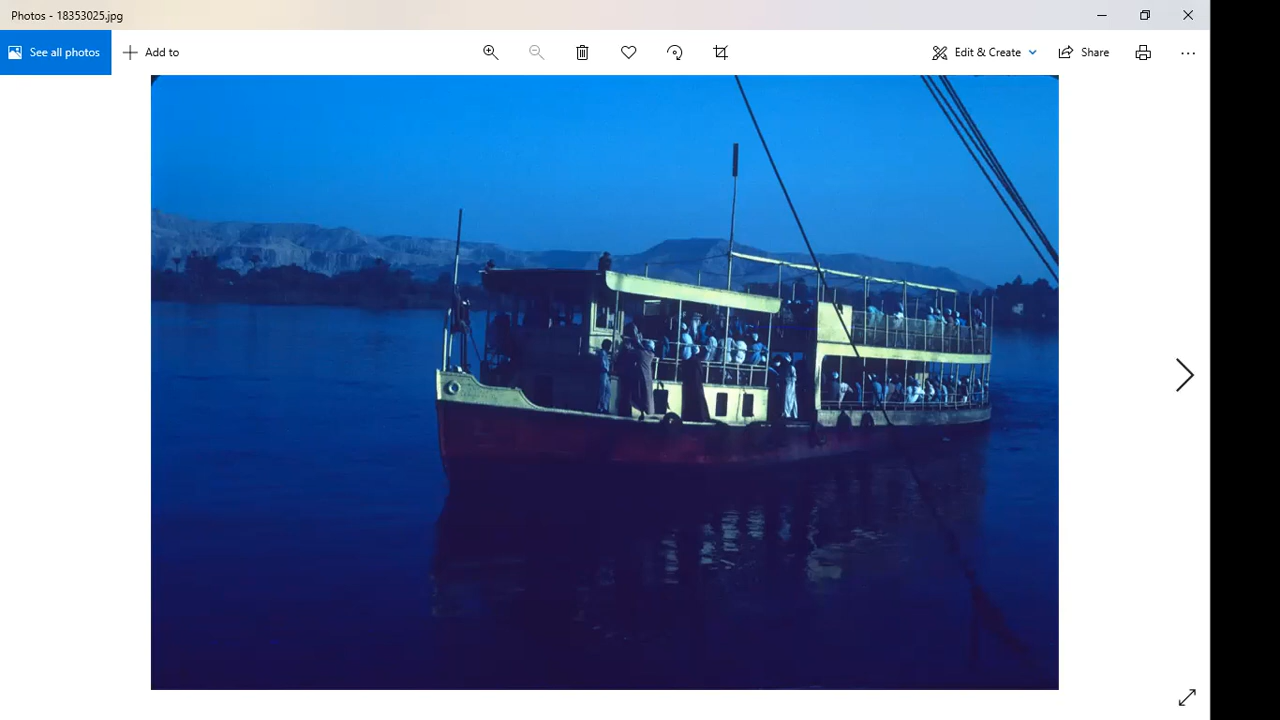 Photos - 18353025.jpg
See all photos
Add to
Edit & Create
Share